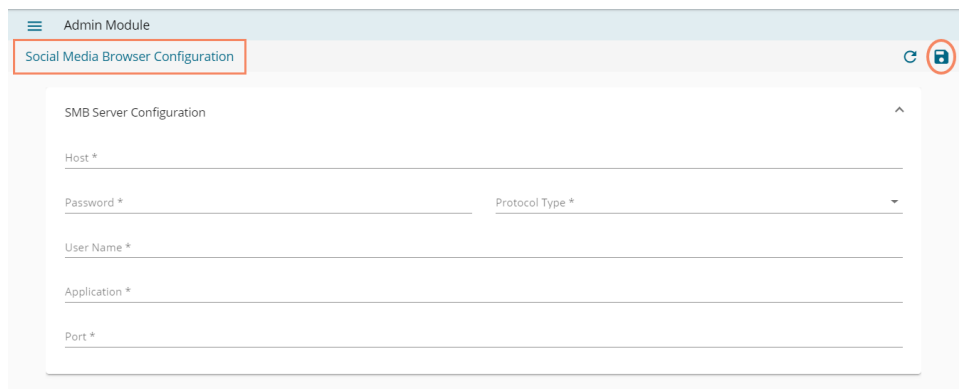 Admin Module
Social Media Browser Configuration
SMB Server Configuration
Host *
Password * Protocol Type *
User Name *
Application *
Port *